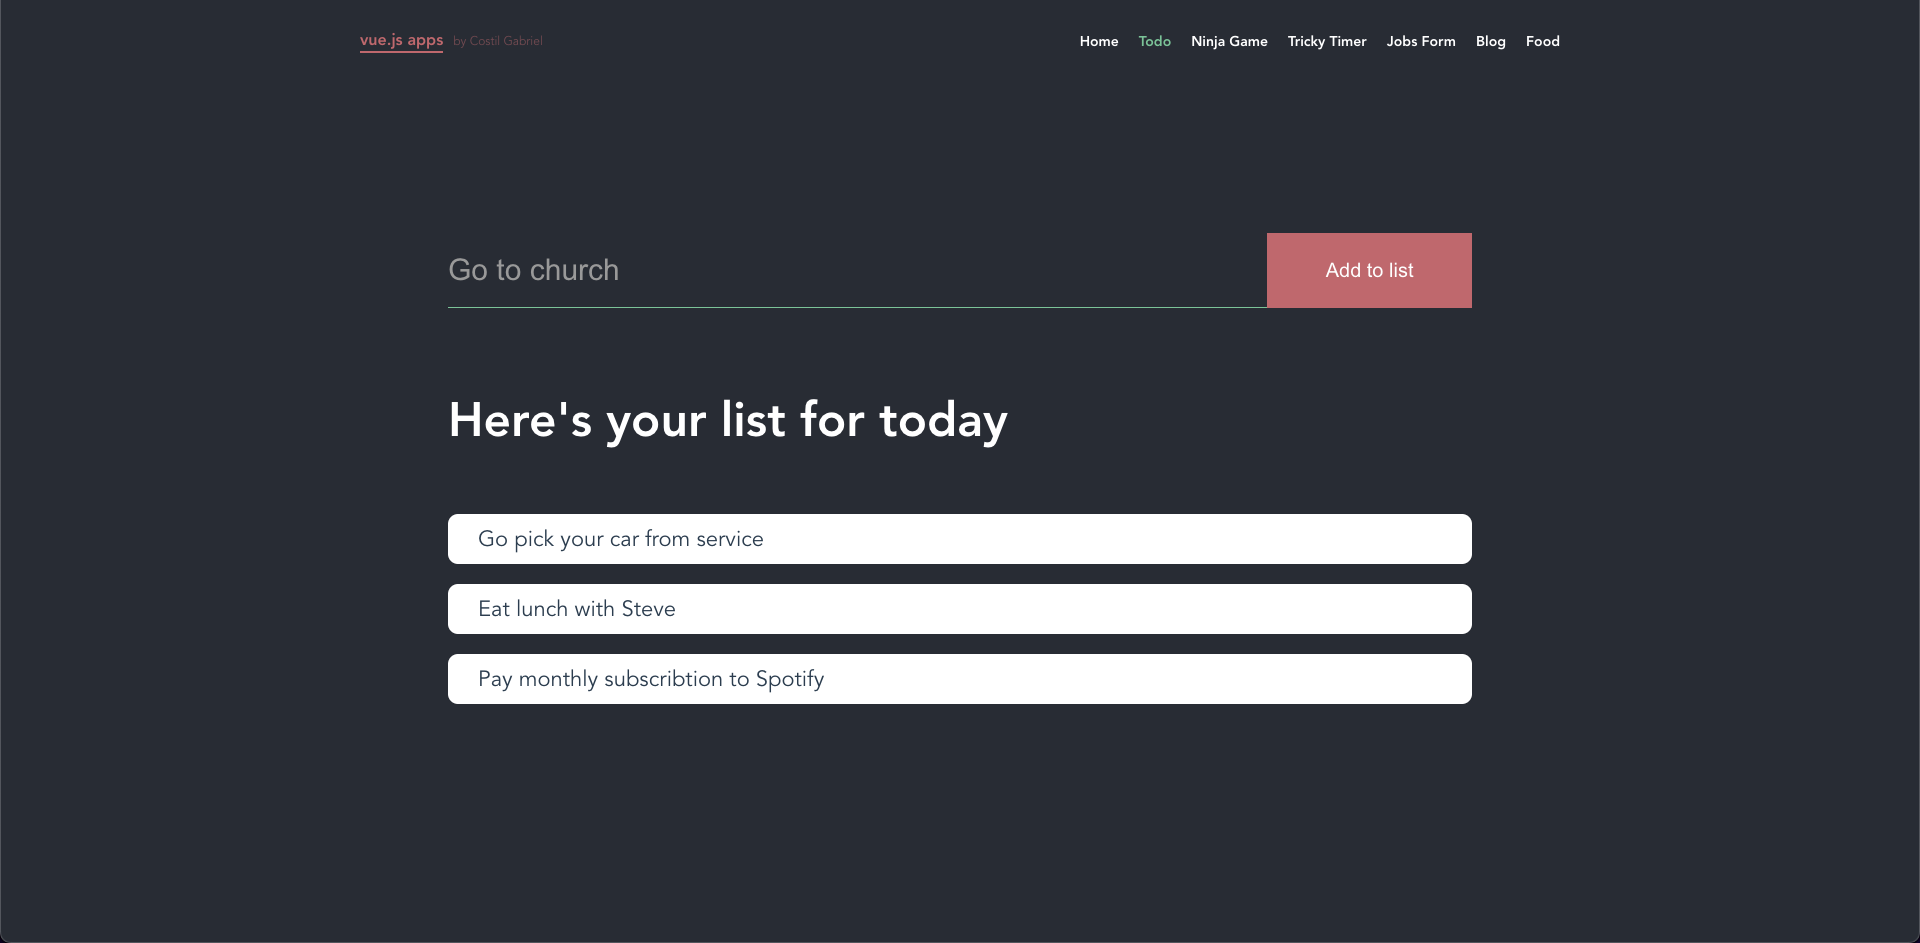 vue.js apps by Costil Gabriel Home Todo Ninja Game Tricky Timer Jobs Form Blog Food
Go to church Add to list
Here's your list for today
Go pick your car from service
Eat lunch with Steve
Pay monthly subscribtion to Spotify